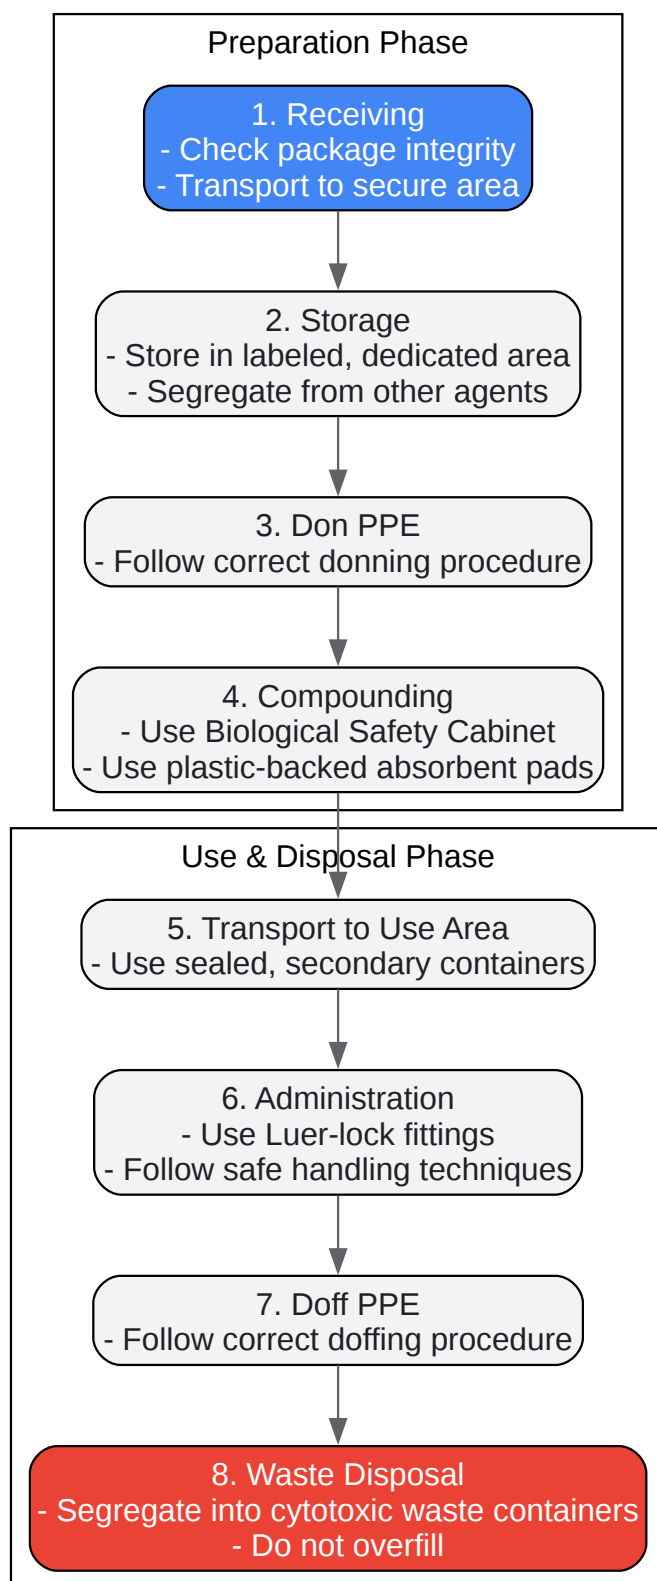 Preparation Phase
1. Receiving
- Check package integrity
- Transport to secure area
2. Storage
- Store in labeled, dedicated area
- Segregate from other agents
3. Don PPE
- Follow correct donning procedure
4. Compounding
- Use Biological Safety Cabinet
- Use plastic-backed absorbent pads
Use & Disposal Phase
5. Transport to Use Area
- Use sealed, secondary containers
6. Administration
- Use Luer-lock fittings
- Follow safe handling techniques
7. Doff PPE
- Follow correct doffing procedure
8. Waste Disposal
- Segregate into cytotoxic waste containers
- Do not overfill